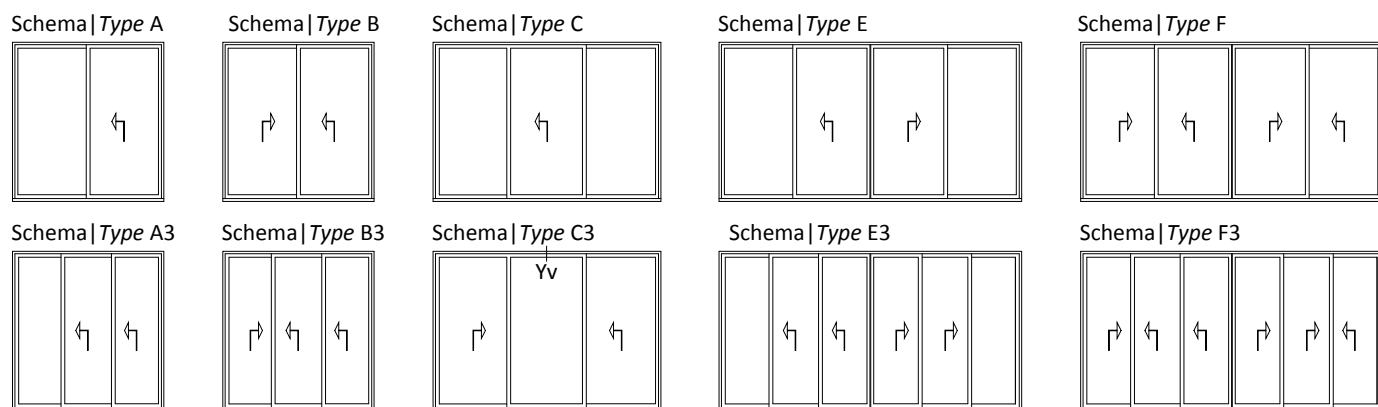 Schema|Type A
Schema|Type B
Schema|Type C
Schema|Type E
Schema|Type F
Schema|Type A3
Schema|Type B3
Schema|Type C3
Yv
Schema|Type E3
Schema|Type F3